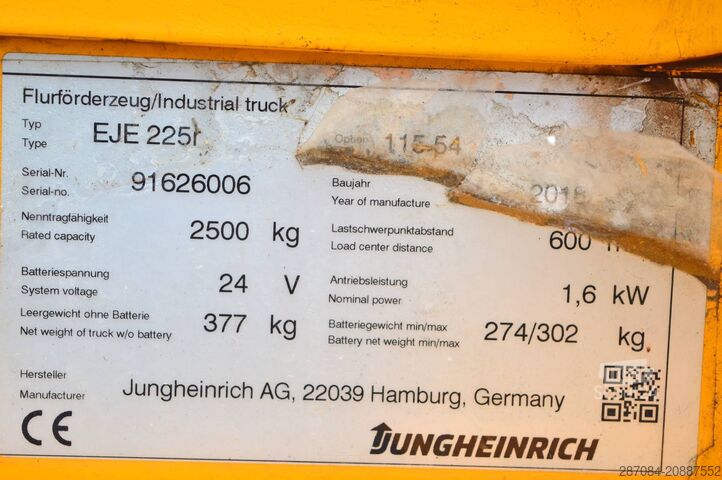 Flurförderzeug/Industrial truck
Typ
Type
EJE 225
Option
115-54
Serial-Nr.
Serial-no.
91626006
Baujahr
Year of manufacture
Nenntragfähigkeit
Rated capacity
2500 kg
Lastschwerpunktabstand
Load center distance
600
Batteriespannung
System voltage
24 V
Antriebsleistung
Nominal power
1,6 kW
Leergewicht ohne Batterie
Net weight of truck w/o battery
377 kg
Batteriegewicht min/max
Battery net weight min/max
274/302 kg
Hersteller
Manufacturer
Jungheinrich AG, 22039 Hamburg, Germany
CE
JUNGHEINRICH
287084-20887552